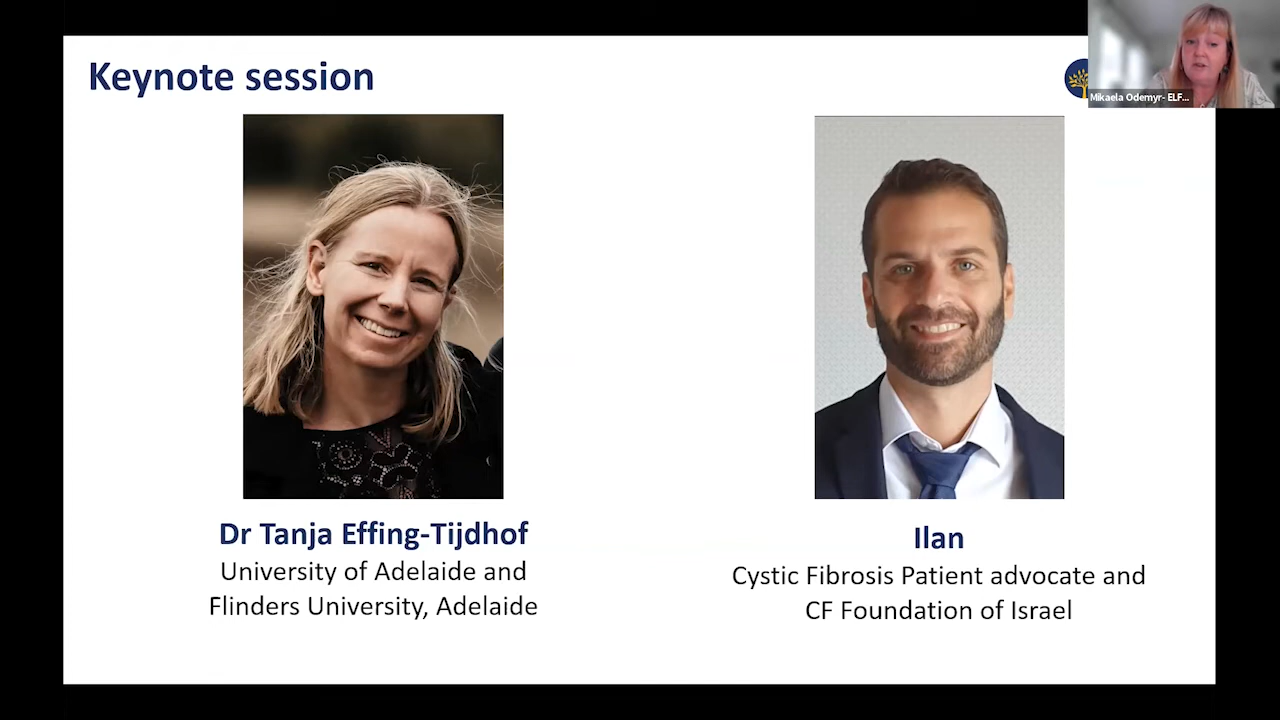 Keynote session
Mikaela Odemyr- ELF...
Dr Tanja Effing-Tijdhof
University of Adelaide and
Flinders University, Adelaide
Ilan
Cystic Fibrosis Patient advocate and
CF Foundation of Israel